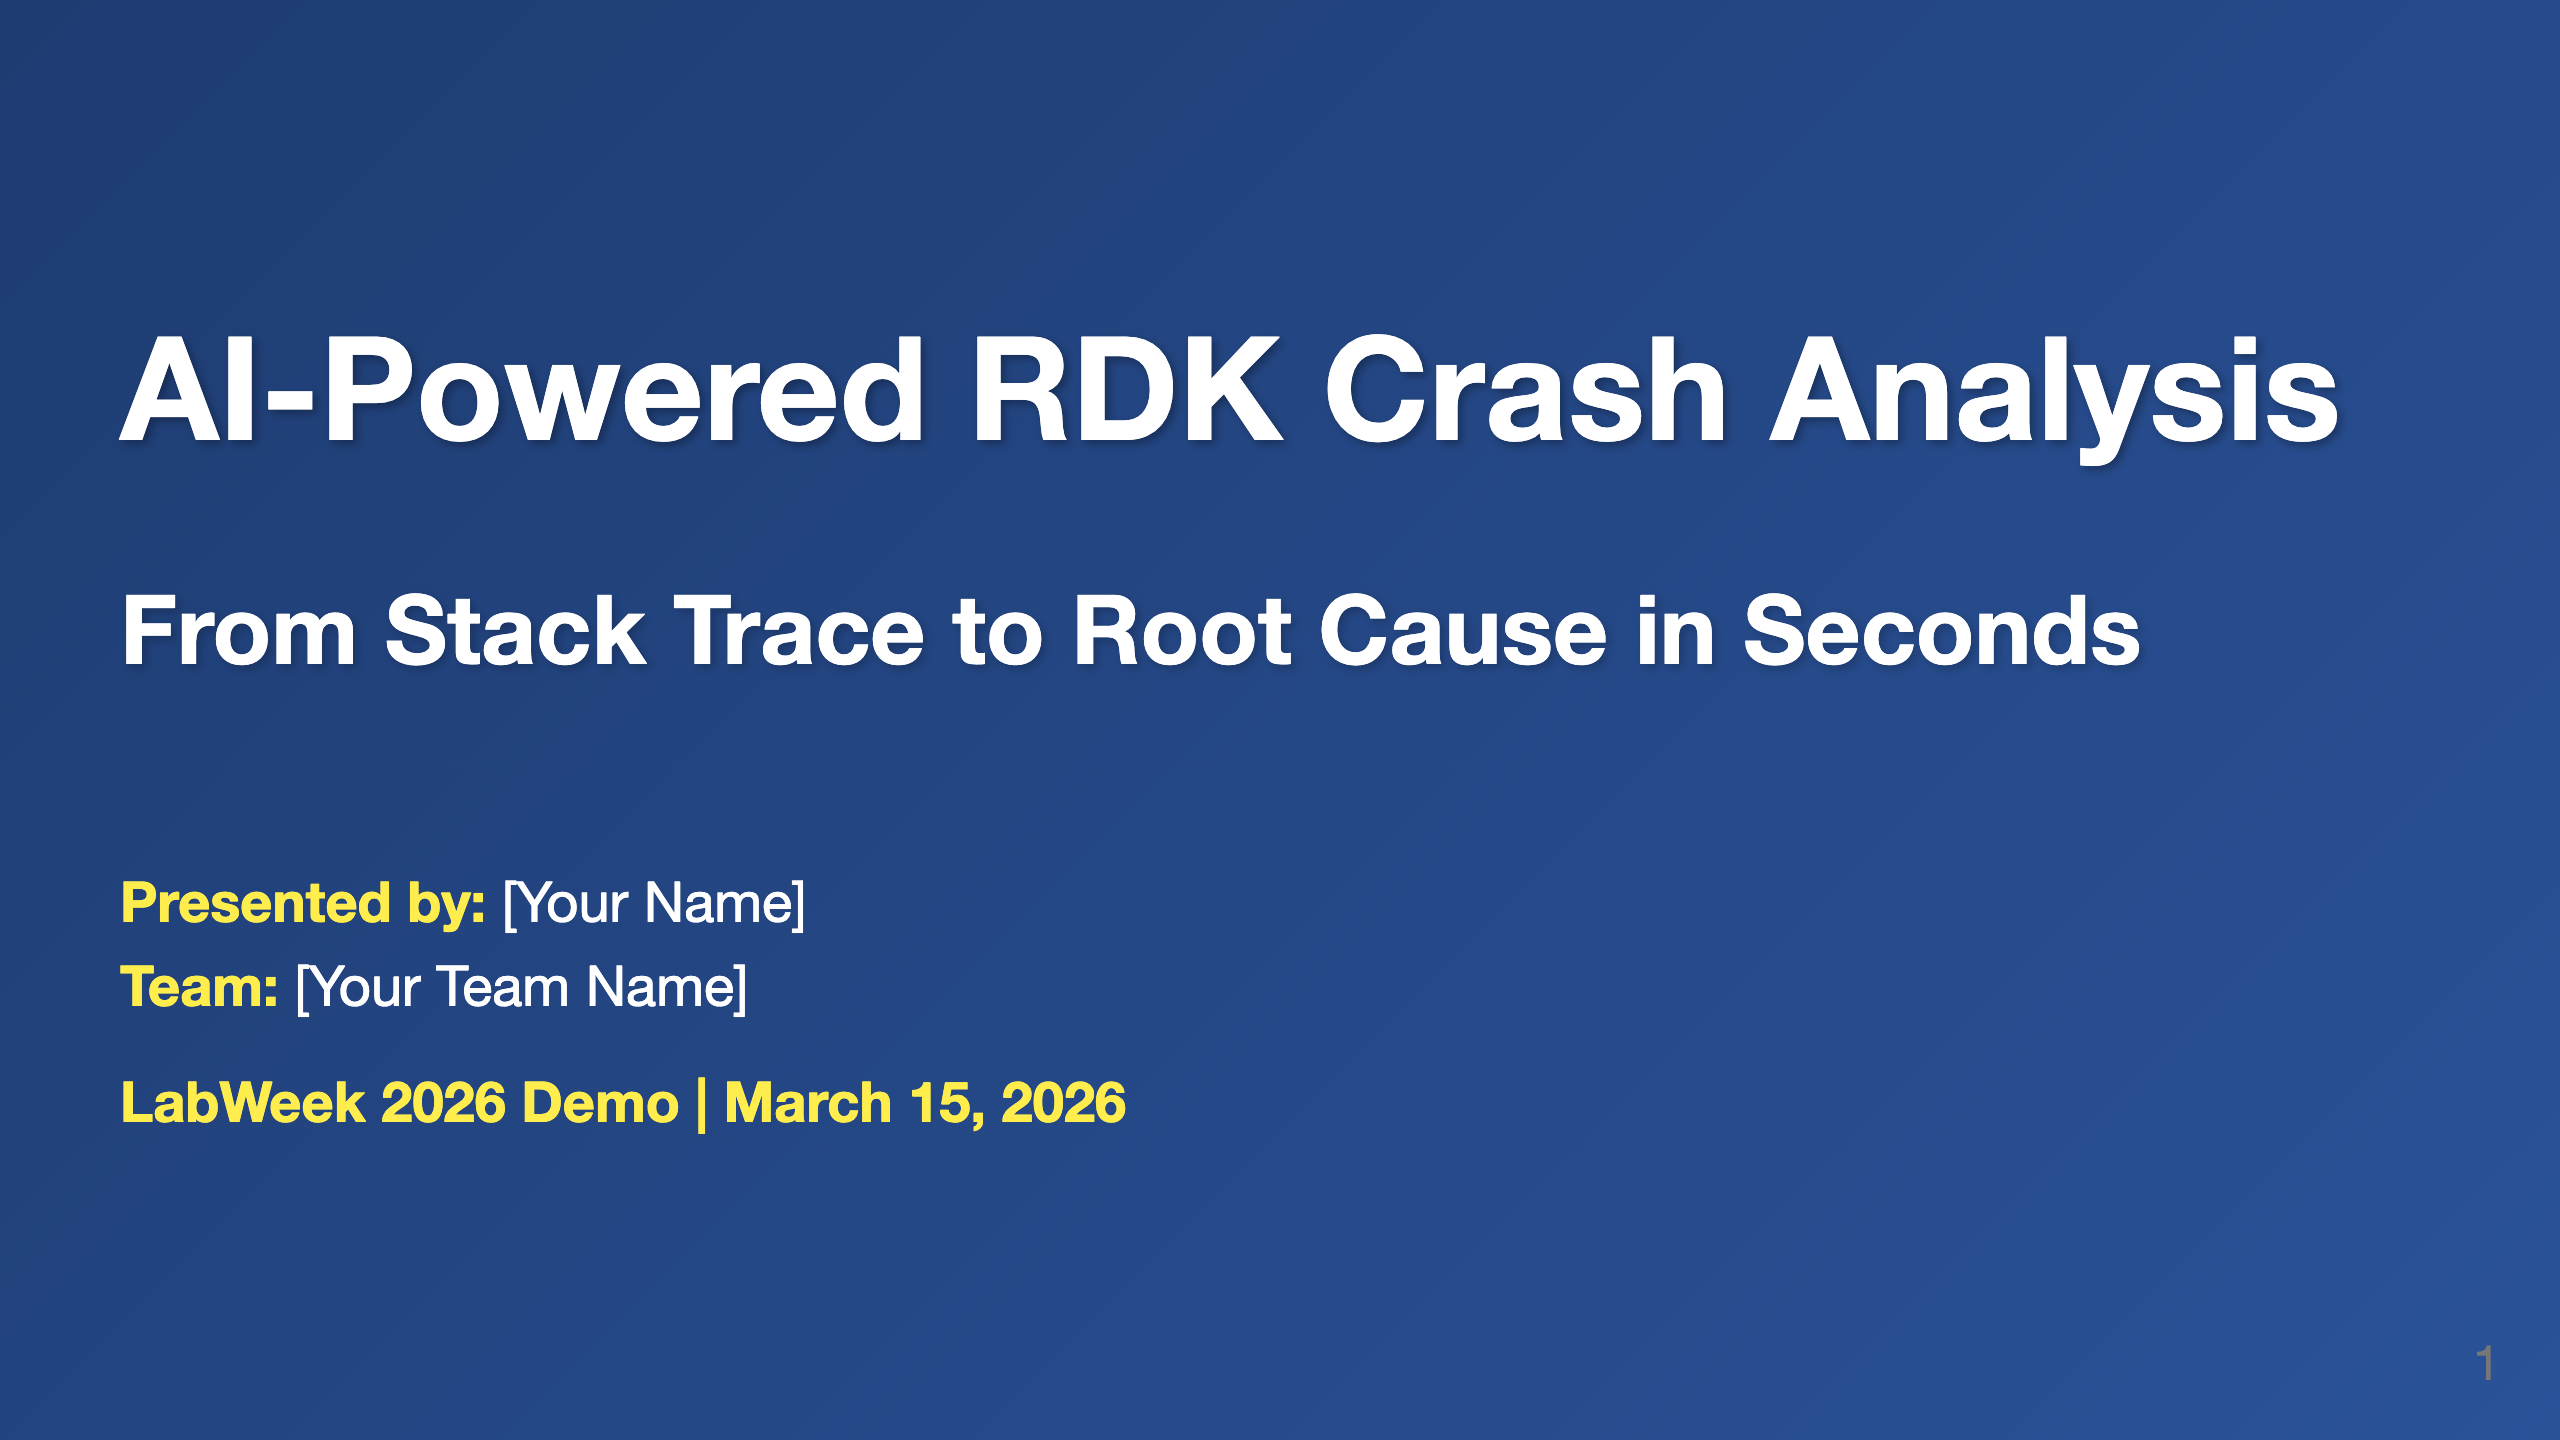 AI-Powered RDK Crash Analysis
From Stack Trace to Root Cause in Seconds
Presented by: [Your Name]
Team: [Your Team Name]
LabWeek 2026 Demo | March 15, 2026
1